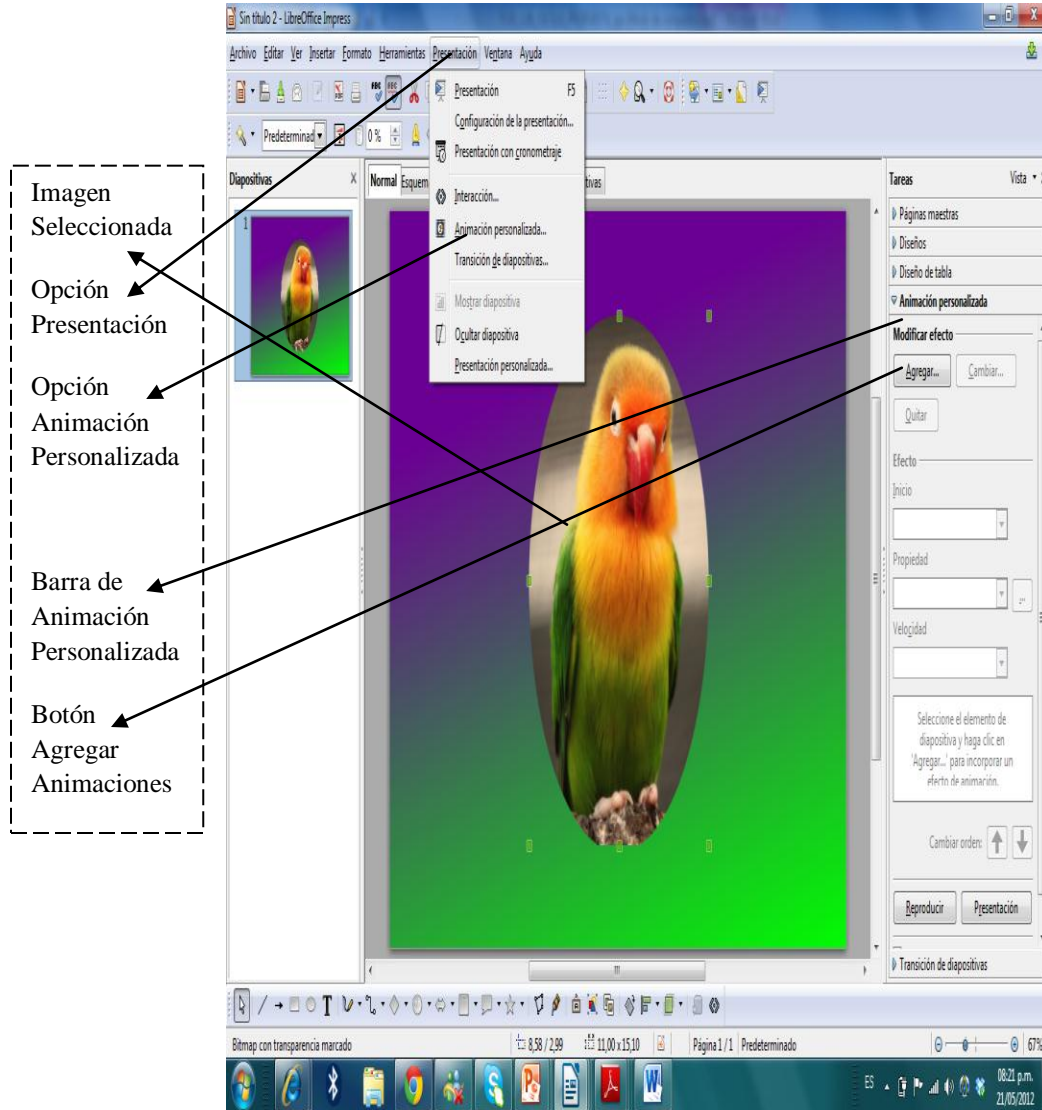 Sin título 2 - LibreOffice Impress
Archivo Editar Ver Insertar Formato Herramientas Presentación Ventana Ayuda
Predeterminad 0 %
Presentación F5
Configuración de la presentación...
Presentación con cronometraje
Interacción...
Animación personalizada...
Transición de diapositivas...
Mostrar diapositiva
Ocultar diapositiva
Presentación personalizada...
Imagen
Seleccionada
Opción
Presentación
Opción
Animación
Personalizada
Barra de
Animación
Personalizada
Botón
Agregar
Animaciones
Diapositivas X
1
Normal Esquem tivas
Tareas Vista
Páginas maestras
Diseños
Diseño de tabla
Animación personalizada
Modificar efecto
Agregar... Cambiar...
Quitar
Efecto
Inicio
Propiedad
...
Velocidad
Seleccione el elemento de
diapositiva y haga clic en
'Agregar...' para incorporar un
efecto de animación.
Cambiar orden:
Reproducir Presentación
Transición de diapositivas
Bitmap con transparencia marcado 8,58 / 2,99 11,00 x 15,10 Página 1 / 1 Predeterminado 67%
ES 08:21 p.m.
21/05/2012